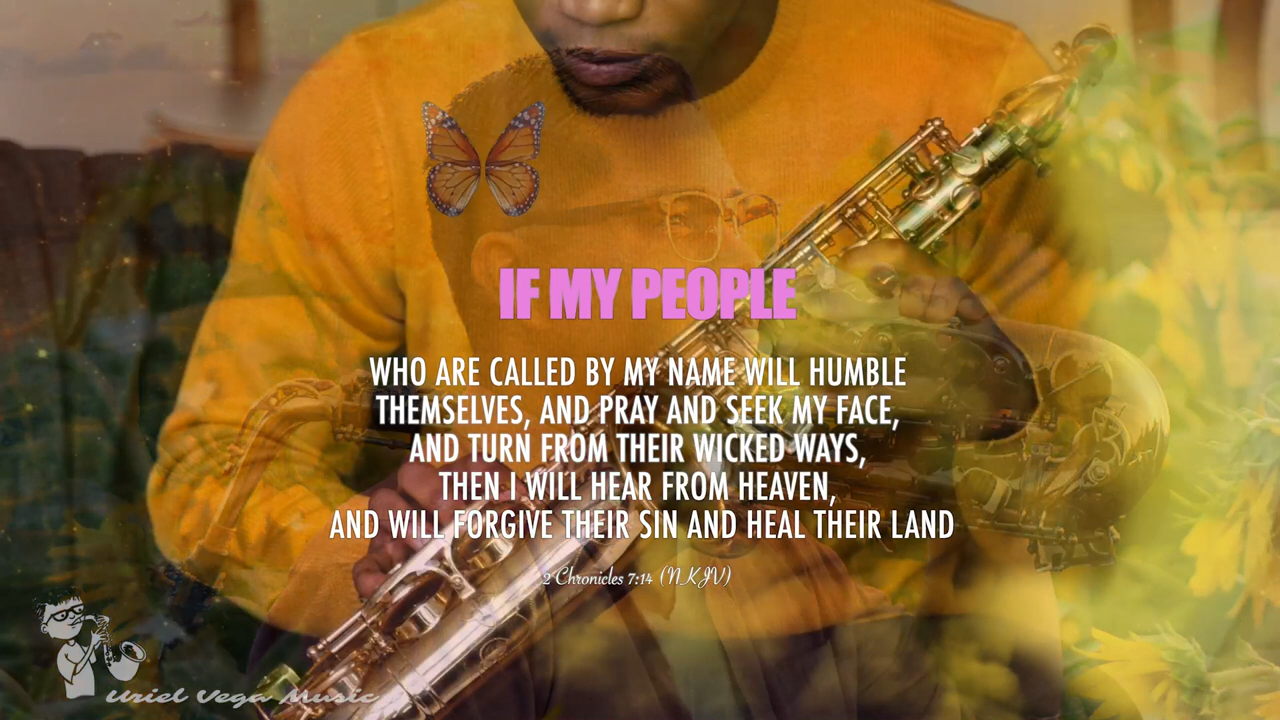 IF MY PEOPLE
WHO ARE CALLED BY MY NAME WILL HUMBLE
THEMSELVES, AND PRAY AND SEEK MY FACE,
AND TURN FROM THEIR WICKED WAYS,
THEN I WILL HEAR FROM HEAVEN,
AND WILL FORGIVE THEIR SIN AND HEAL THEIR LAND
2 Chronicles 7:14 (NKJV)
Uriel Vega Music